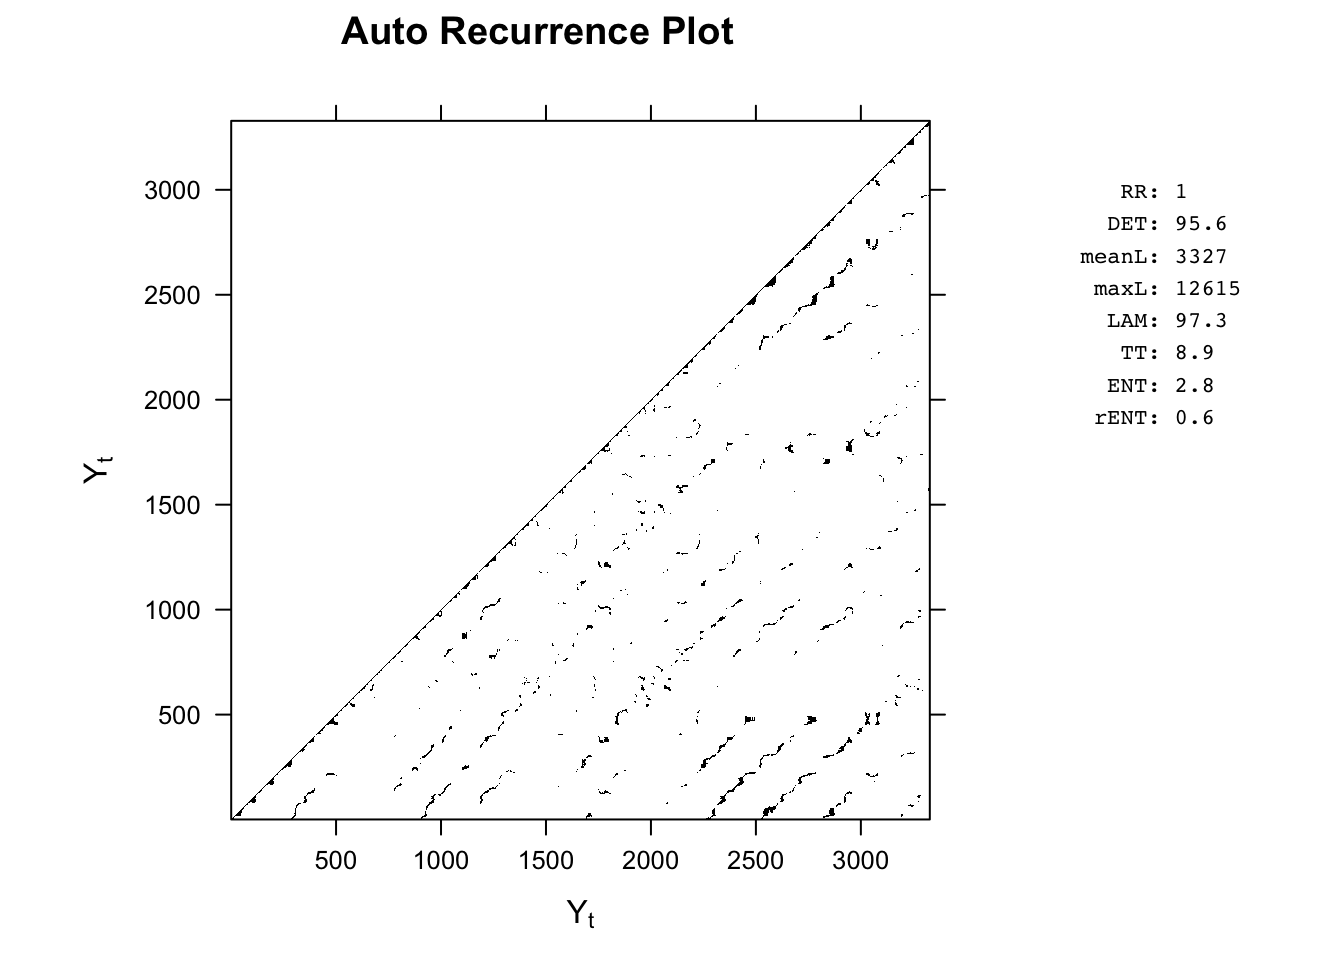 Auto Recurrence Plot
3000
2500
2000
1500
1000
500
Yt
500 1000 1500 2000 2500 3000
Yt
RR: 1
DET: 95.6
meanL: 3327
maxL: 12615
LAM: 97.3
TT: 8.9
ENT: 2.8
rENT: 0.6